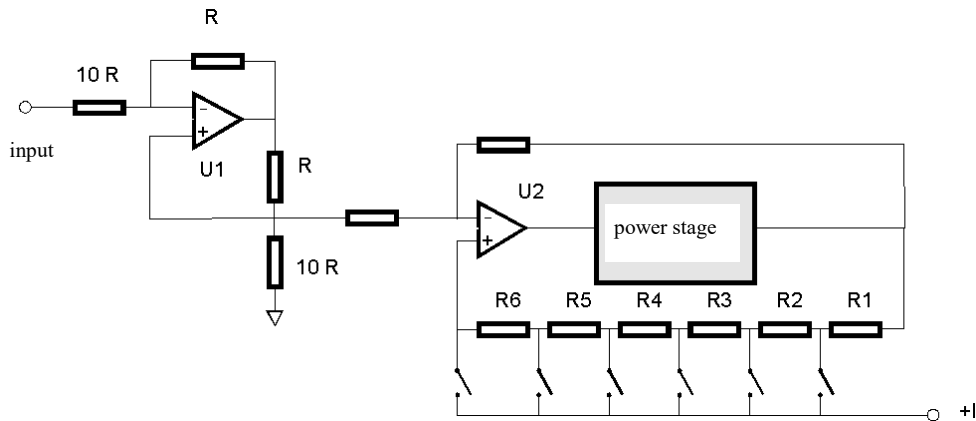 R
10 R
-
+
input
U1
R
10 R
U2
-
+
power stage
R6 R5 R4 R3 R2 R1
+I